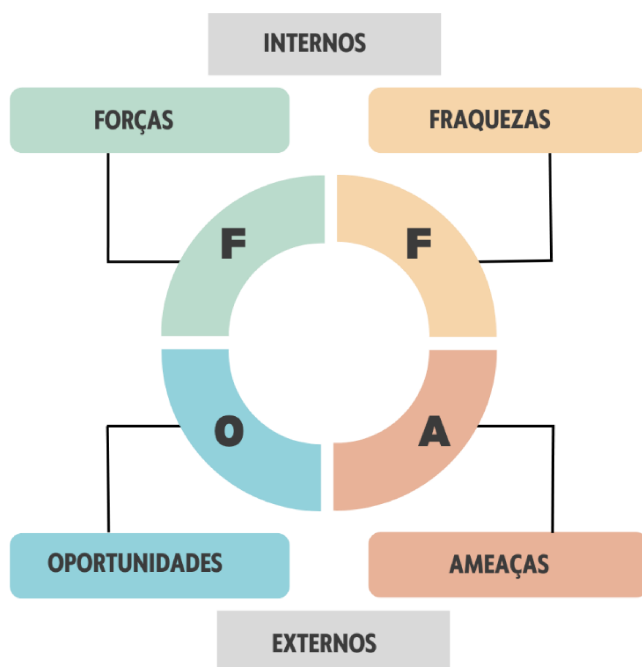 INTERNOS
FORÇAS
FRAQUEZAS
F
F
O
A
OPORTUNIDADES
AMEAÇAS
EXTERNOS